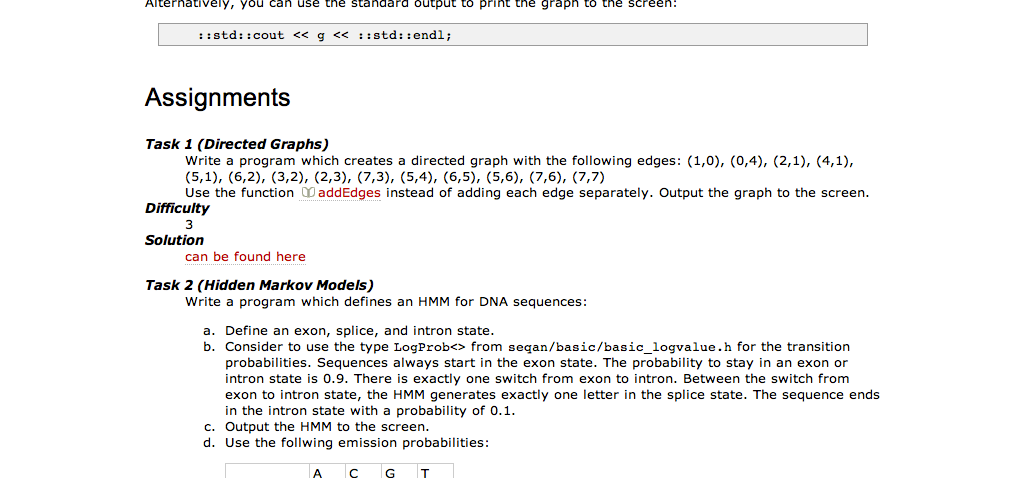 Alternatively, you can use the standard output to print the graph to the screen:
::std::cout << g << ::std::endl;
Assignments
Task 1 (Directed Graphs)
Write a program which creates a directed graph with the following edges: (1,0), (0,4), (2,1), (4,1),
(5,1), (6,2), (3,2), (2,3), (7,3), (5,4), (6,5), (5,6), (7,6), (7,7)
Use the function addEdges instead of adding each edge separately. Output the graph to the screen.
Difficulty
3
Solution
can be found here
Task 2 (Hidden Markov Models)
Write a program which defines an HMM for DNA sequences:
a. Define an exon, splice, and intron state.
b. Consider to use the type LogProb<> from seqan/basic/basic_logvalue.h for the transition
probabilities. Sequences always start in the exon state. The probability to stay in an exon or
intron state is 0.9. There is exactly one switch from exon to intron. Between the switch from
exon to intron state, the HMM generates exactly one letter in the splice state. The sequence ends
in the intron state with a probability of 0.1.
c. Output the HMM to the screen.
d. Use the follwing emission probabilities:
A C G T